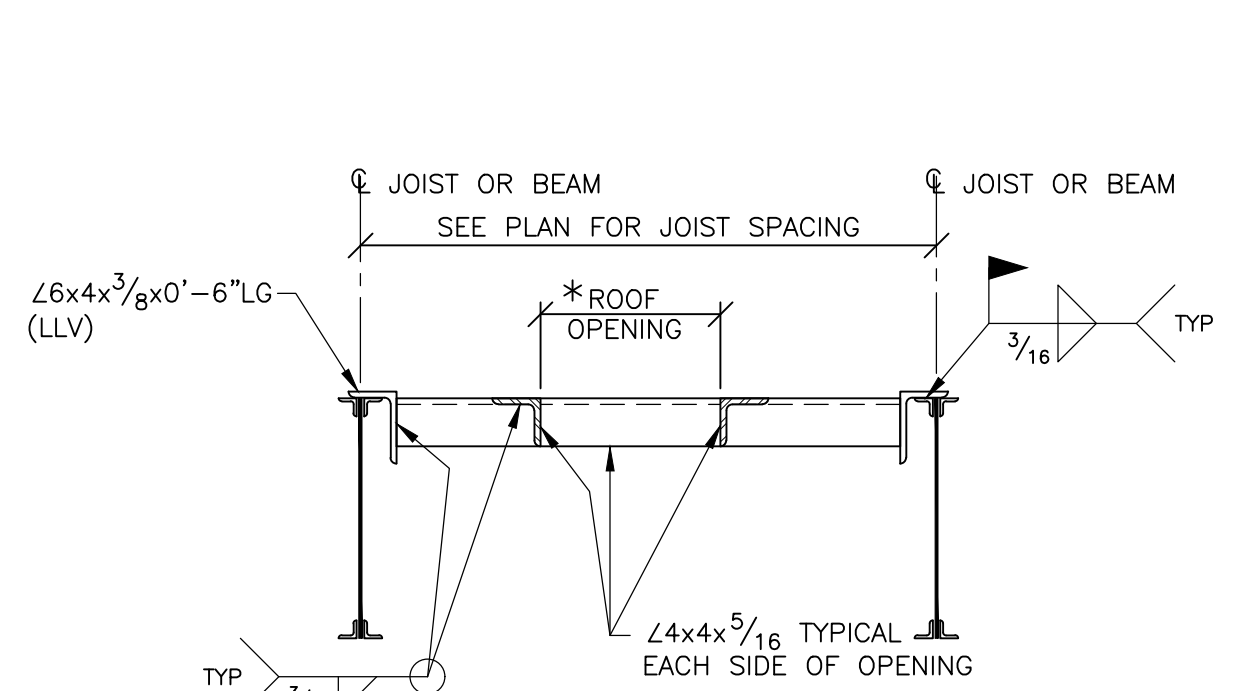 ℄ JOIST OR BEAM
℄ JOIST OR BEAM
SEE PLAN FOR JOIST SPACING
∠6x4x3/8x0'-6"LG
(LLV)
*ROOF
OPENING
3/16
TYP
∠4x4x5/16 TYPICAL
EACH SIDE OF OPENING
TYP